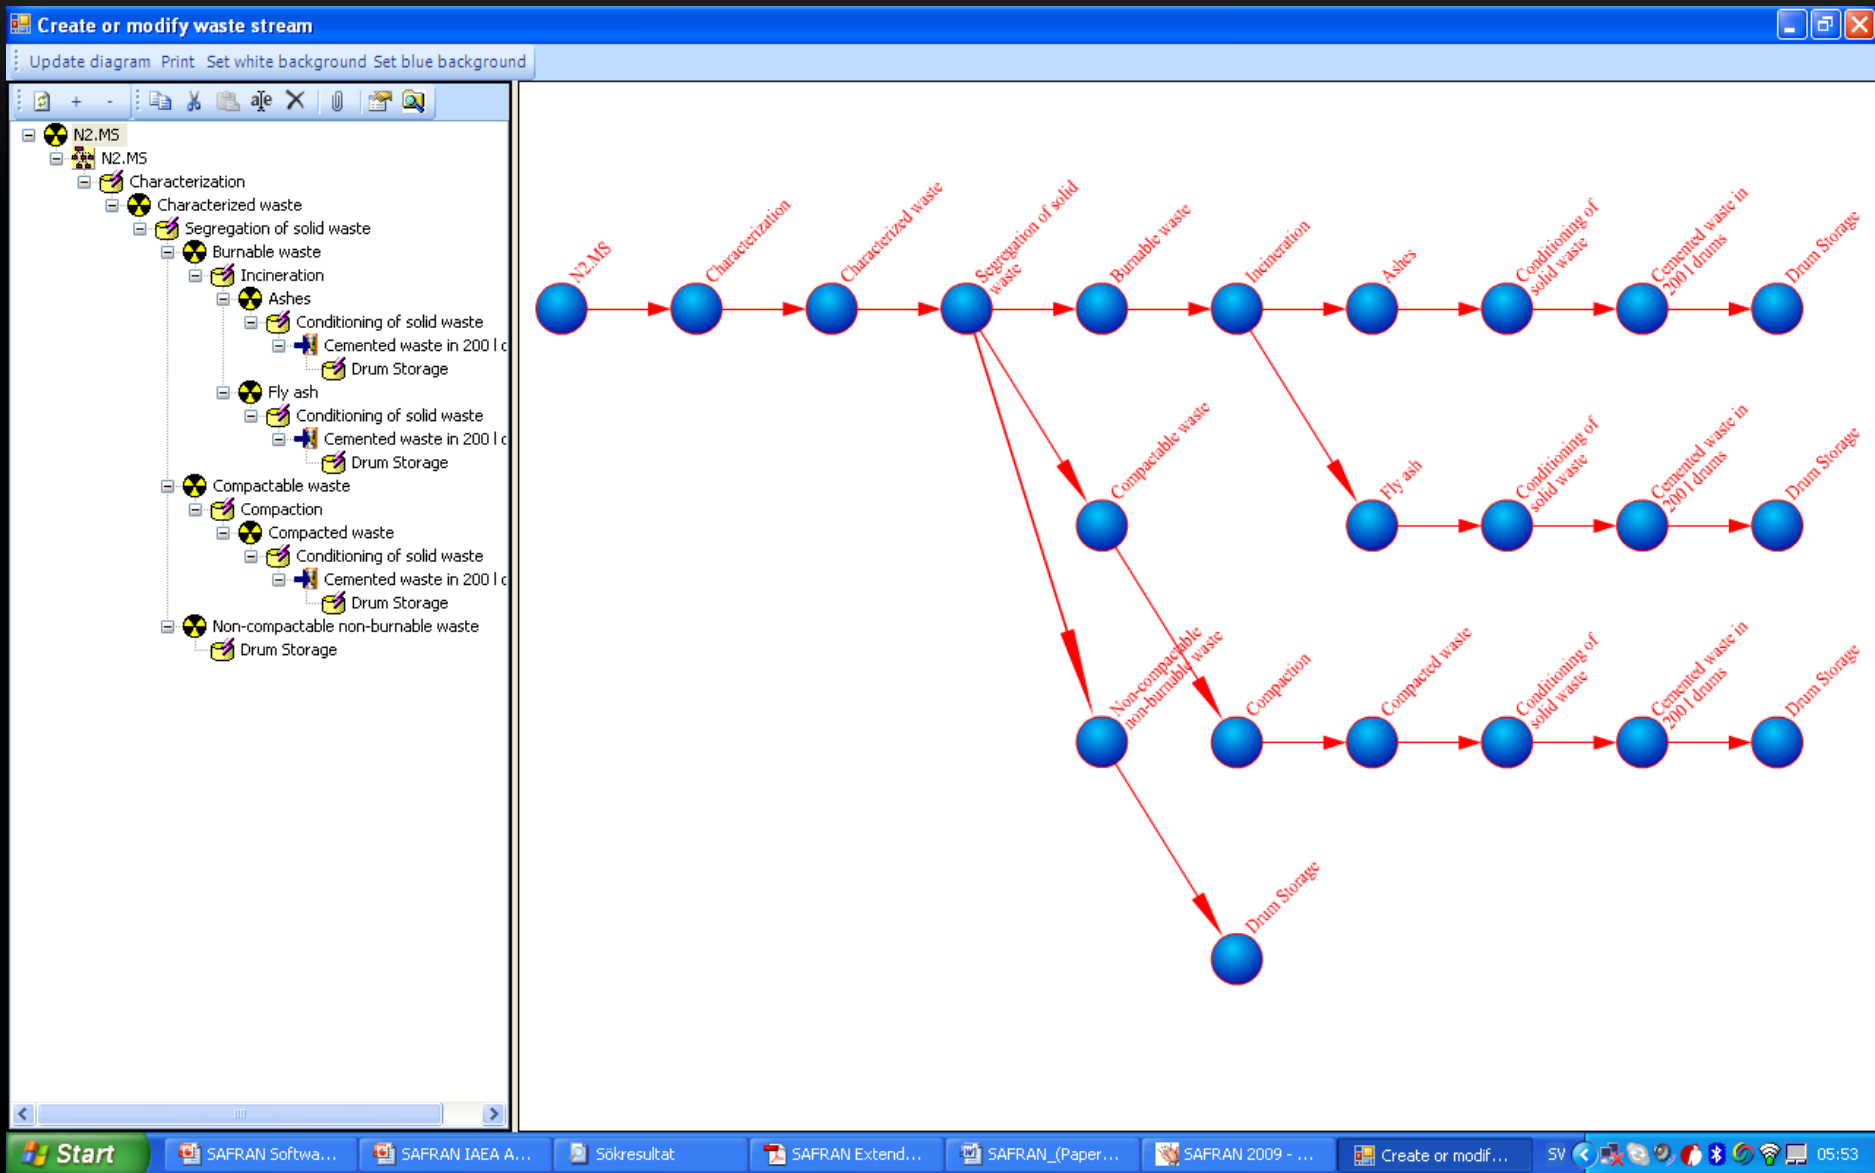 Create or modify waste stream
Update diagram Print Set white background Set blue background
+ - aİe
N2.MS
N2.MS
Characterization
Characterized waste
Segregation of solid waste
Burnable waste
Incineration
Ashes
Conditioning of solid waste
Cemented waste in 200 l
Drum Storage
Fly ash
Conditioning of solid waste
Cemented waste in 200 l
Drum Storage
Compactable waste
Compaction
Compacted waste
Conditioning of solid waste
Cemented waste in 200 l
Drum Storage
Non-compactable non-burnable waste
Drum Storage
N2.MS
Characterization
Characterized waste
Segregation of solid
waste
Burnable waste
Incineration
Ashes
Conditioning of
solid waste
Cemented waste in
200 l drums
Drum Storage
Compactable waste
Fly ash
Conditioning of
solid waste
Cemented waste in
200 l drums
Drum Storage
Non-compactable
non-burnable waste
Compaction
Compacted waste
Conditioning of
solid waste
Cemented waste in
200 l drums
Drum Storage
Drum Storage
Start
SAFRAN Softwa...
SAFRAN IAEA A...
Sökresultat
SAFRAN Extend...
SAFRAN_(Paper...
SAFRAN 2009 - ...
Create or modif...
SV
05:53